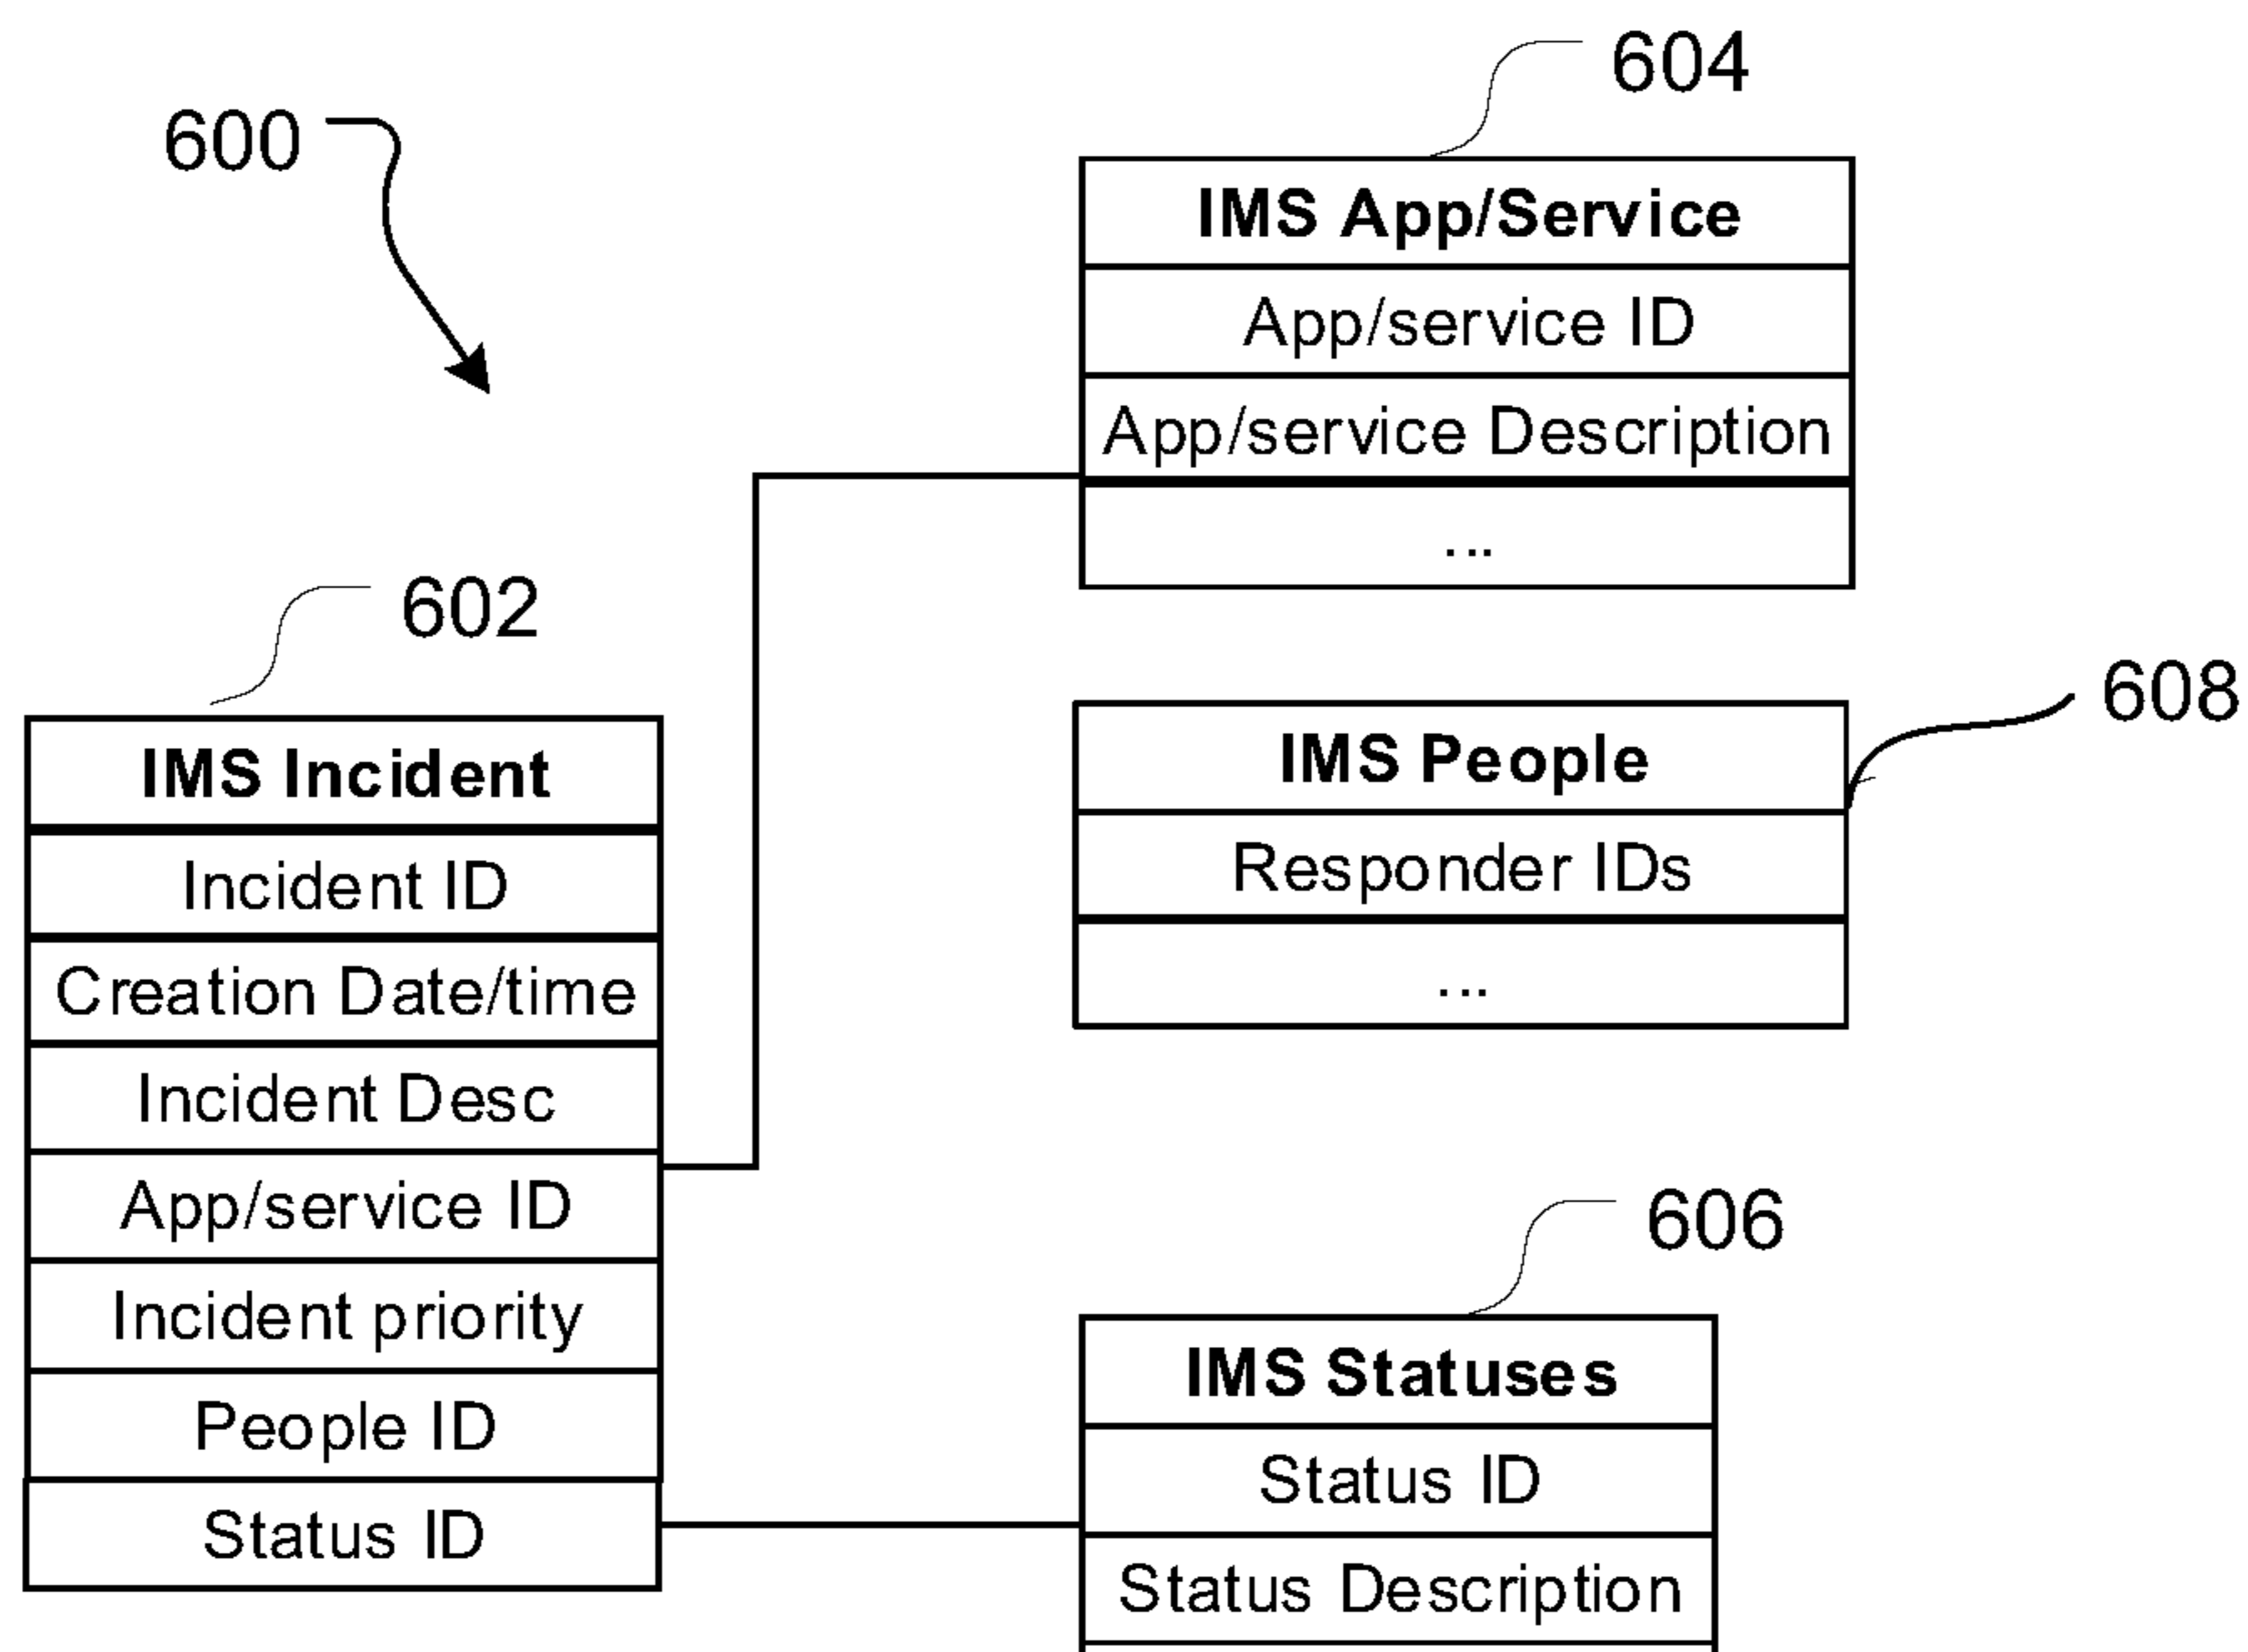 600
604
IMS App/Service
App/service ID
App/service Description
...
602
IMS Incident
Incident ID
Creation Date/time
Incident Desc
App/service ID
Incident priority
People ID
Status ID
608
IMS People
Responder IDs
...
606
IMS Statuses
Status ID
Status Description